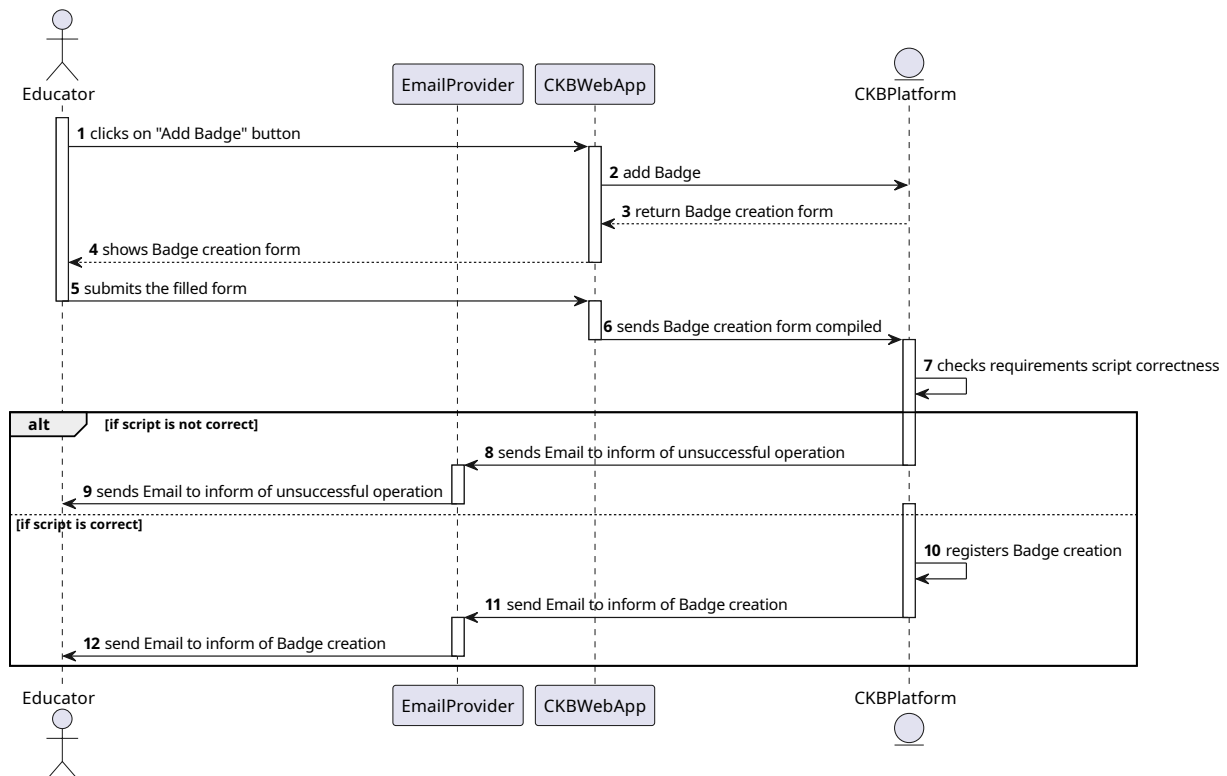 Educator
EmailProvider
CKBWebApp
CKBPlatform
1 clicks on "Add Badge" button
2 add Badge
3 return Badge creation form
4 shows Badge creation form
5 submits the filled form
6 sends Badge creation form compiled
7 checks requirements script correctness
alt [if script is not correct]
8 sends Email to inform of unsuccessful operation
9 sends Email to inform of unsuccessful operation
[if script is correct]
10 registers Badge creation
11 send Email to inform of Badge creation
12 send Email to inform of Badge creation
Educator
EmailProvider
CKBWebApp
CKBPlatform